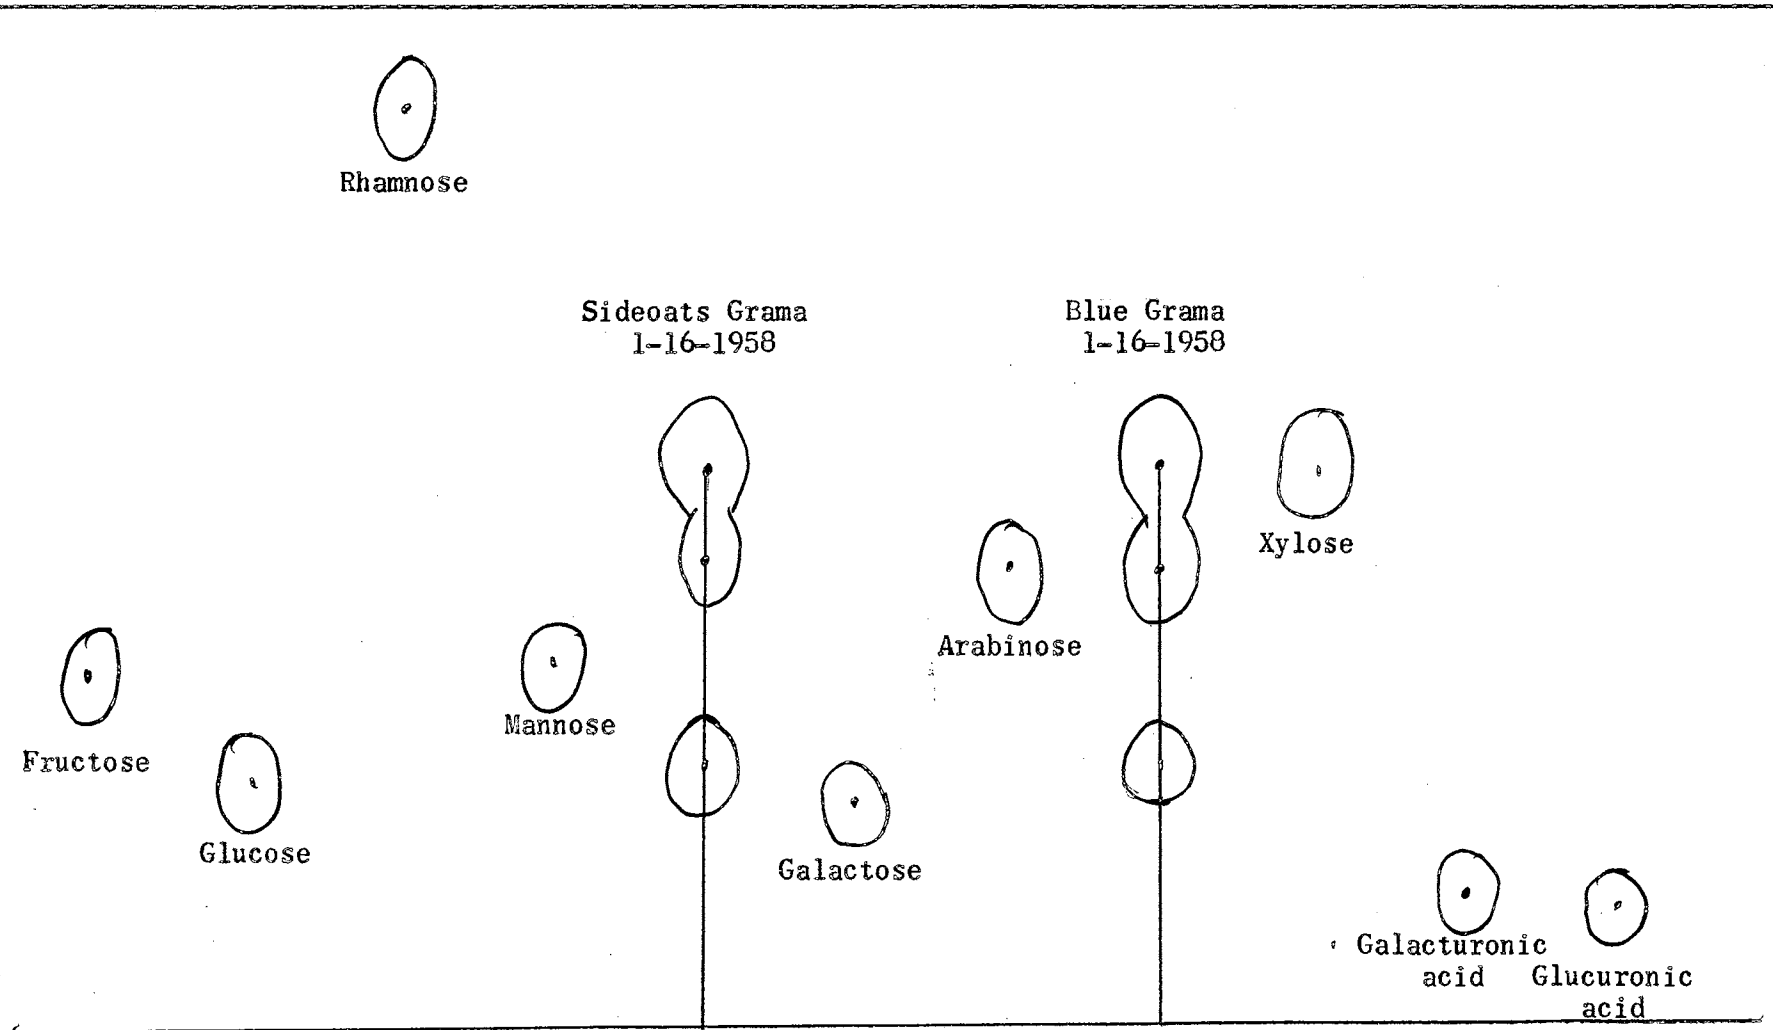 Rhamnose
Sideoats Grama
1-16-1958
Blue Grama
1-16-1958
Xylose
Arabinose
Mannose
Fructose
Glucose
Galactose
Galacturonic
acid
Glucuronic
acid